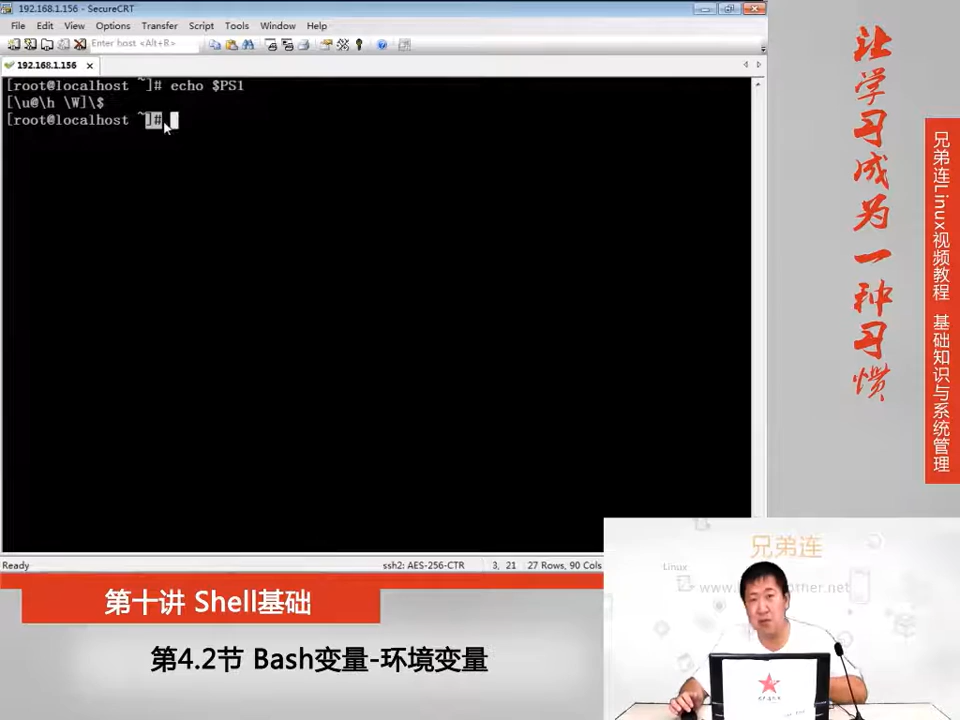 192.168.1.156 - SecureCRT
File Edit View Options Transfer Script Tools Window Help
Enter host <Alt+R>
192.168.1.156
[root@localhost ~]# echo $PS1
[\u@\h \W]\$
[root@localhost ~]#
Ready
ssh2: AES-256-CTR
3, 21
27 Rows, 90 Cols
让学习成为一种习惯
兄弟连Linux视频教程 基础知识与系统管理
兄弟连
Linux
第十讲 Shell基础
第4.2节 Bash变量-环境变量